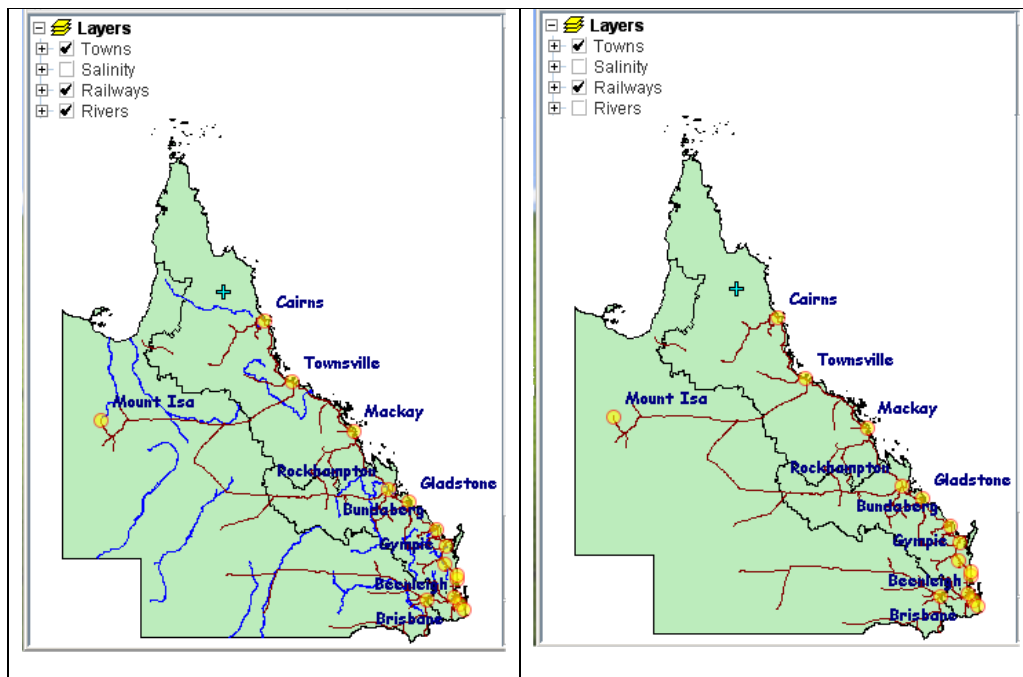 Layers
Towns
Salinity
Railways
Rivers
Cairns
Townsville
Mount Isa
Mackay
Rockhampton
Gladstone
Bundaberg
Gympie
Beenleigh
Brisbane
Layers
Towns
Salinity
Railways
Rivers
Cairns
Townsville
Mount Isa
Mackay
Rockhampton
Gladstone
Bundaberg
Gympie
Beenleigh
Brisbane